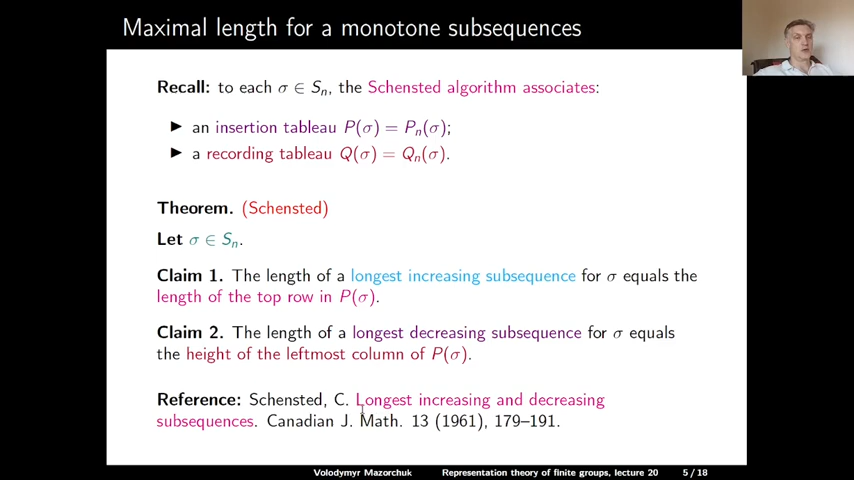 Maximal length for a monotone subsequences
Recall: to each σ ∈ Sₙ, the Schensted algorithm associates:
▶ an insertion tableau P(σ) = Pₙ(σ);
▶ a recording tableau Q(σ) = Qₙ(σ).
Theorem. (Schensted)
Let σ ∈ Sₙ.
Claim 1. The length of a longest increasing subsequence for σ equals the
length of the top row in P(σ).
Claim 2. The length of a longest decreasing subsequence for σ equals
the height of the leftmost column of P(σ).
Reference: Schensted, C. Longest increasing and decreasing
subsequences. Canadian J. Math. 13 (1961), 179–191.
Volodymyr Mazorchuk Representation theory of finite groups, lecture 20 5 / 18